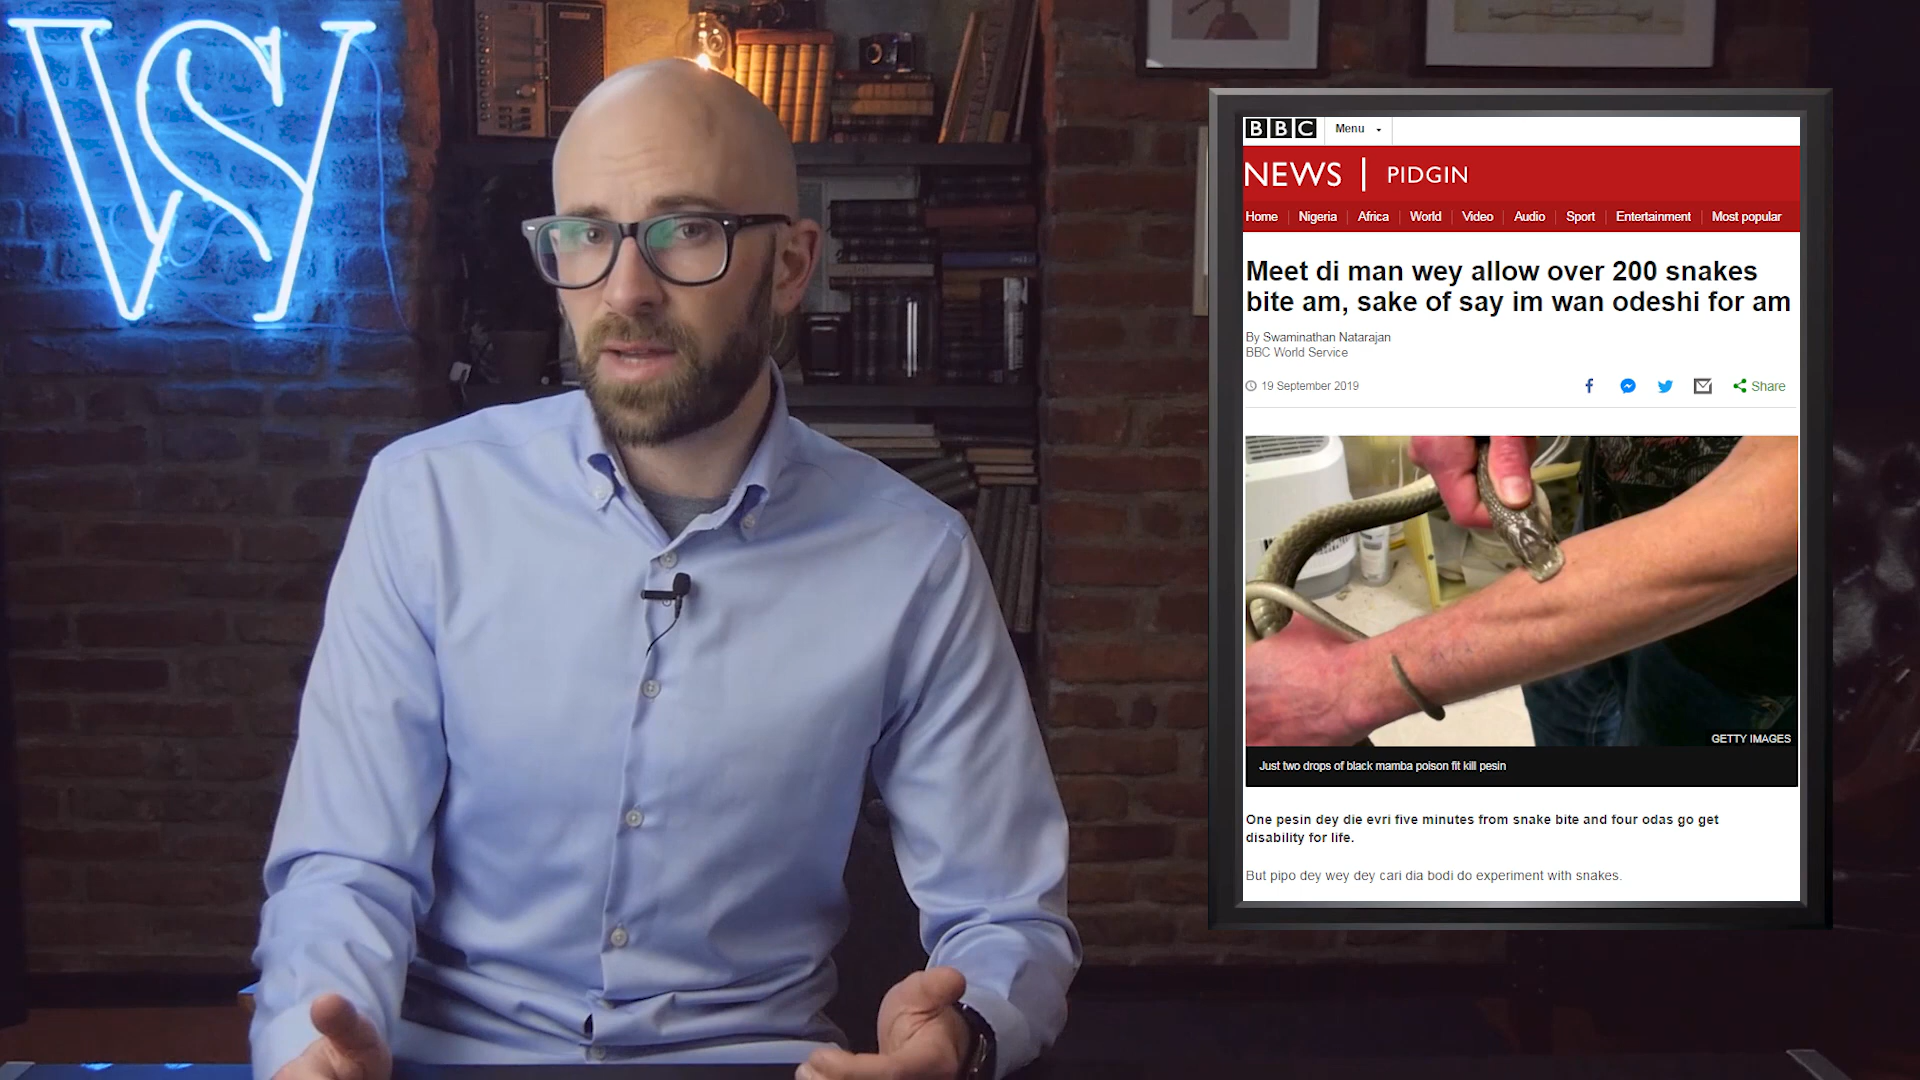 WS
BBC
Menu
NEWS | PIDGIN
Home Nigeria Africa World Video Audio Sport Entertainment Most popular
Meet di man wey allow over 200 snakes
bite am, sake of say im wan odeshi for am
By Swaminathan Natarajan
BBC World Service
19 September 2019
Share
GETTY IMAGES
Just two drops of black mamba poison fit kill pesin
One pesin dey die evri five minutes from snake bite and four odas go get
disability for life.
But pipo dey wey dey cari dia bodi do experiment with snakes.